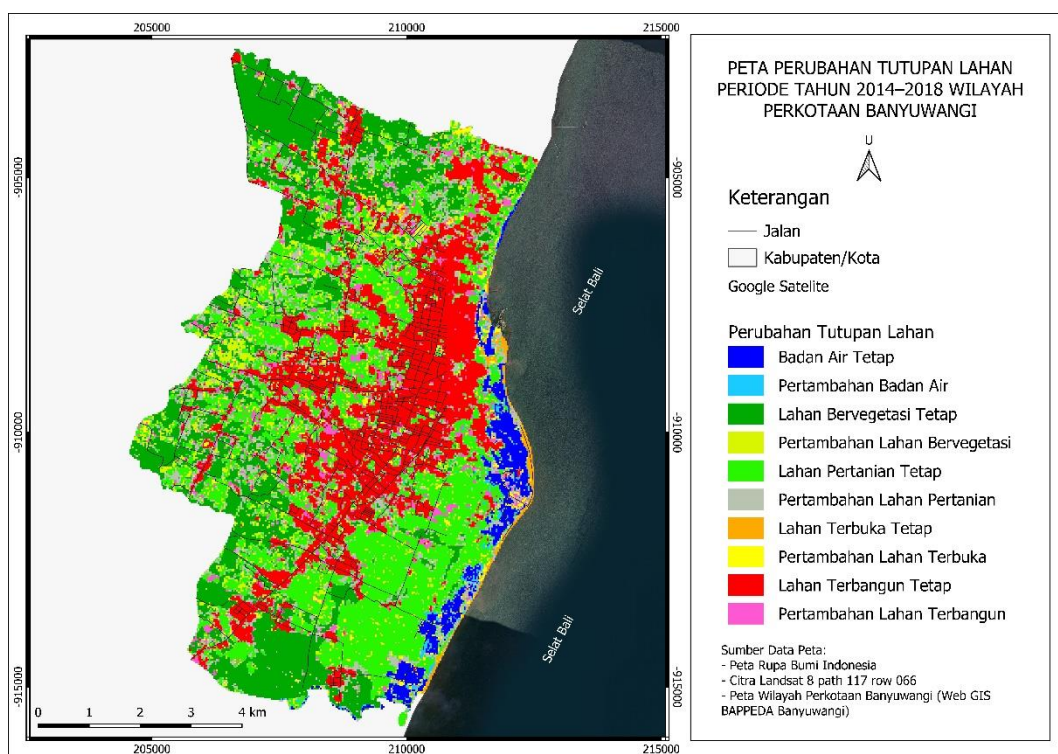 205000
210000
215000
-905000
-905000
-910000
-910000
-915000
-915000
Selat Bali
Selat Bali
0 1 2 3 4 km
205000
210000
215000
PETA PERUBAHAN TUTUPAN LAHAN
PERIODE TAHUN 2014–2018 WILAYAH
PERKOTAAN BANYUWANGI
U
Keterangan
Jalan
Kabupaten/Kota
Google Satelite
Perubahan Tutupan Lahan
Badan Air Tetap
Pertambahan Badan Air
Lahan Bervegetasi Tetap
Pertambahan Lahan Bervegetasi
Lahan Pertanian Tetap
Pertambahan Lahan Pertanian
Lahan Terbuka Tetap
Pertambahan Lahan Terbuka
Lahan Terbangun Tetap
Pertambahan Lahan Terbangun
Sumber Data Peta:
- Peta Rupa Bumi Indonesia
- Citra Landsat 8 path 117 row 066
- Peta Wilayah Perkotaan Banyuwangi (Web GIS
BAPPEDA Banyuwangi)